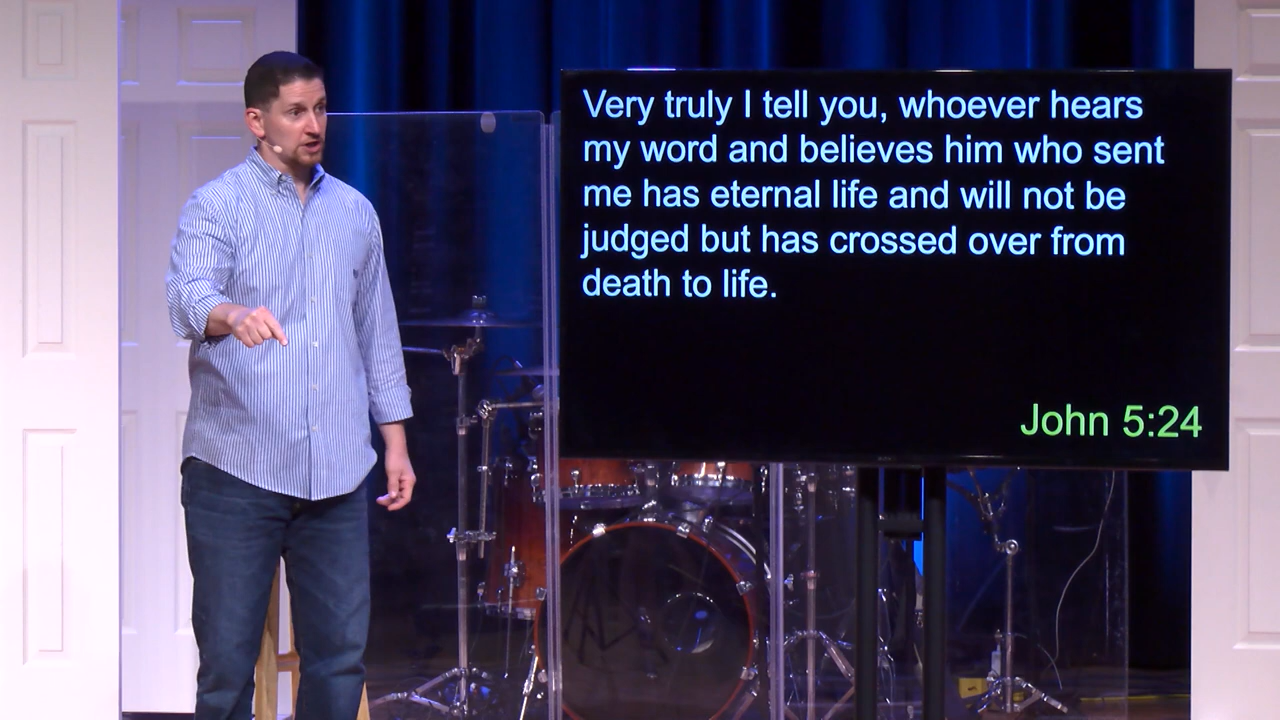 Very truly I tell you, whoever hears
my word and believes him who sent
me has eternal life and will not be
judged but has crossed over from
death to life.
John 5:24